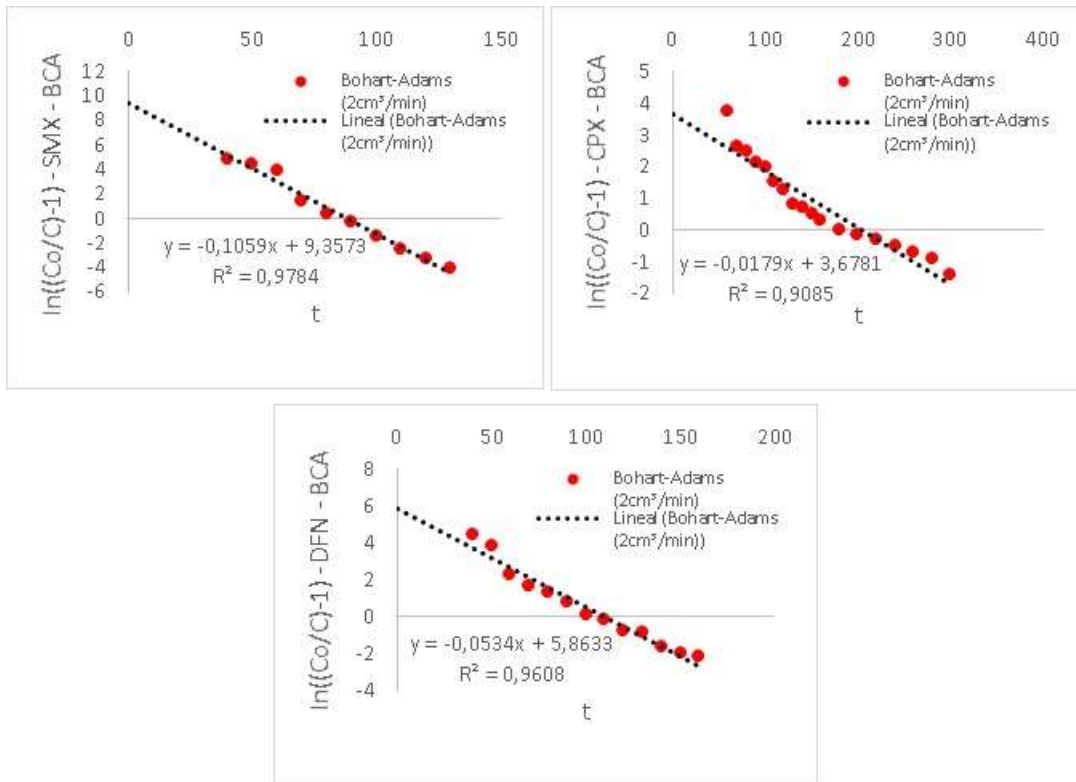 0 50 100 150
ln((Co/C)-1) - SMX - BCA
12
10
8
6
4
2
0
-2
-4
-6
Bohart-Adams
(2cm³/min)
Lineal (Bohart-Adams
(2cm³/min))
y = -0,1059x + 9,3573
R² = 0,9784
t
0 100 200 300 400
ln((Co/C)-1) - CPX - BCA
5
4
3
2
1
0
-1
-2
Bohart-Adams
(2cm³/min)
Lineal (Bohart-Adams
(2cm³/min))
y = -0,0179x + 3,6781
R² = 0,9085
t
0 50 100 150 200
ln((Co/C)-1) - DFN - BCA
8
6
4
2
0
-2
-4
Bohart-Adams
(2cm³/min)
Lineal (Bohart-Adams
(2cm³/min))
y = -0,0534x + 5,8633
R² = 0,9608
t